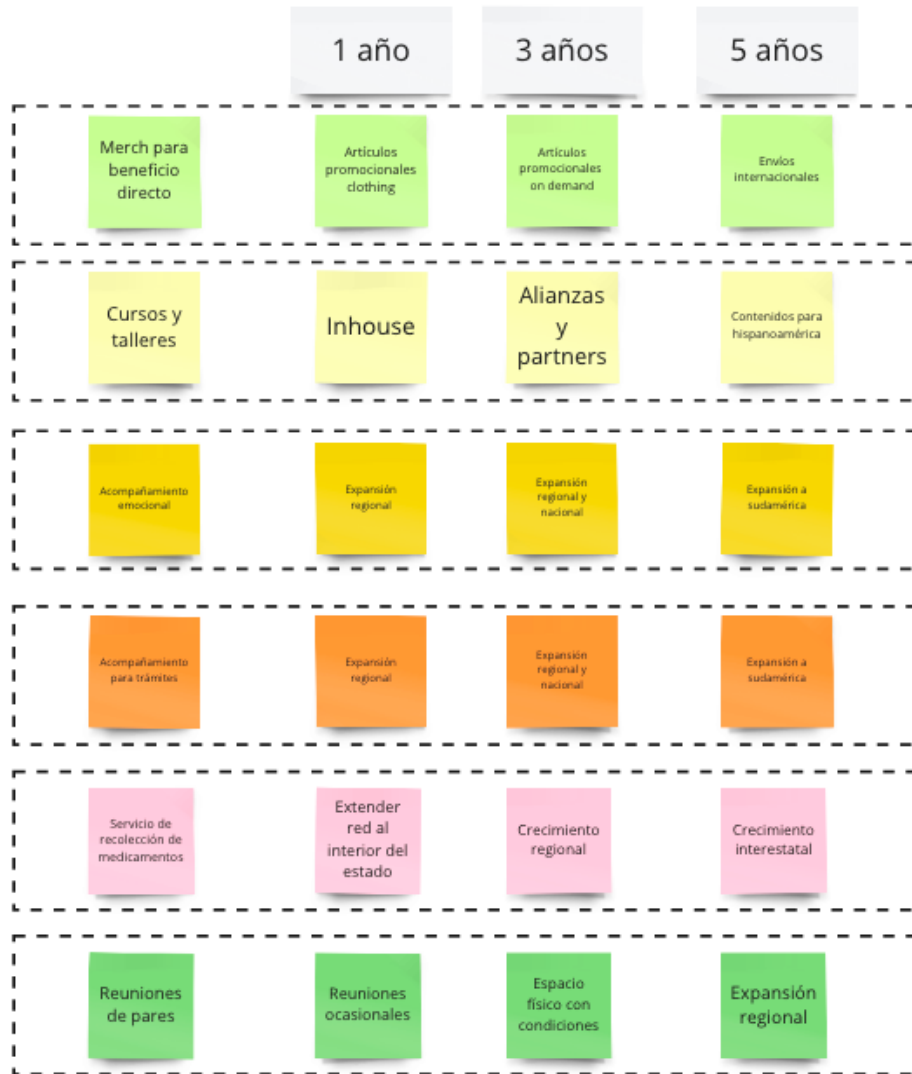 1 año
3 años
5 años
Merch para
beneficio
directo
Artículos
promocionales
clothing
Artículos
promocionales
on demand
Envíos
internacionales
Cursos y
talleres
Inhouse
Alianzas
y
partners
Contenidos para
hispanoamérica
Acompañamiento
emocional
Expansión
regional
Expansión
regional y
nacional
Expansión a
sudamérica
Acompañamiento
para trámites
Expansión
regional
Expansión
regional y
nacional
Expansión a
sudamérica
Servicio de
recolección de
medicamentos
Extender
red al
interior del
estado
Crecimiento
regional
Crecimiento
interestatal
Reuniones
de pares
Reuniones
ocasionales
Espacio
físico con
condiciones
Expansión
regional